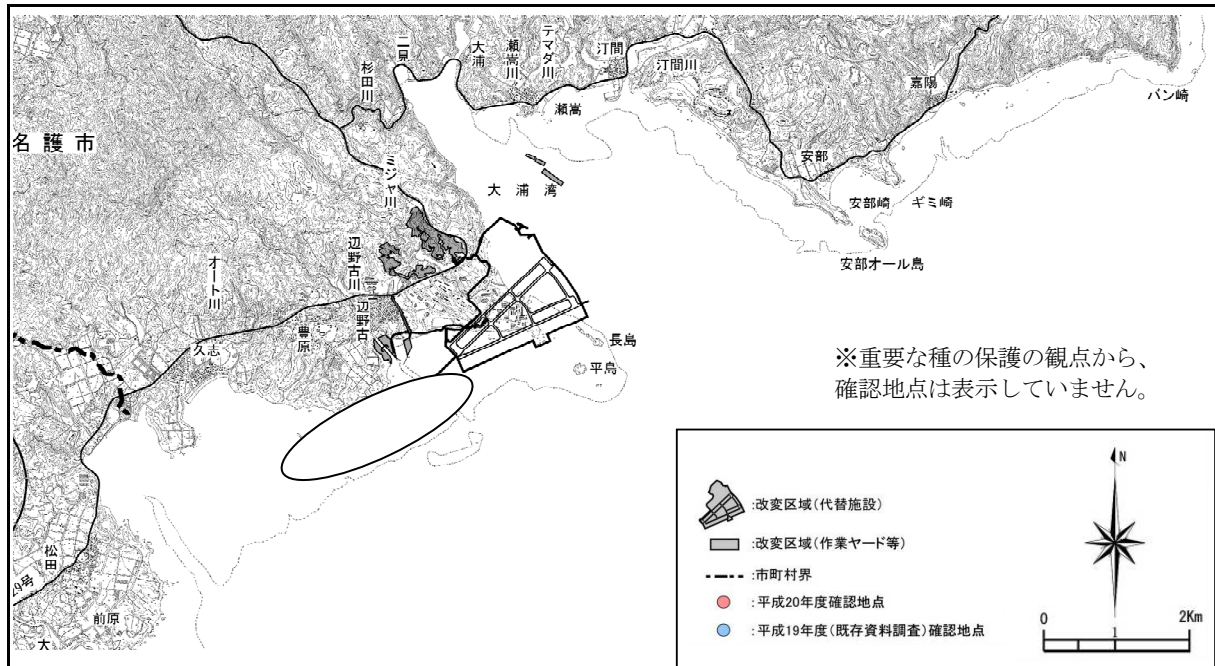 名護市
杉田川
二見
大浦
瀬嵩川
テマダ川
汀間
汀間川
瀬嵩
嘉陽
バン崎
安部
安部崎
ギミ崎
安部オール島
大浦湾
ミジャ川
辺野古川
辺野古
オート川
久志
豊原
長島
平島
松田
前原
大
※重要な種の保護の観点から、
確認地点は表示していません。
:改変区域(代替施設)
:改変区域(作業ヤード等)
:市町村界
:平成20年度確認地点
:平成19年度(既存資料調査)確認地点
N
0 1 2Km